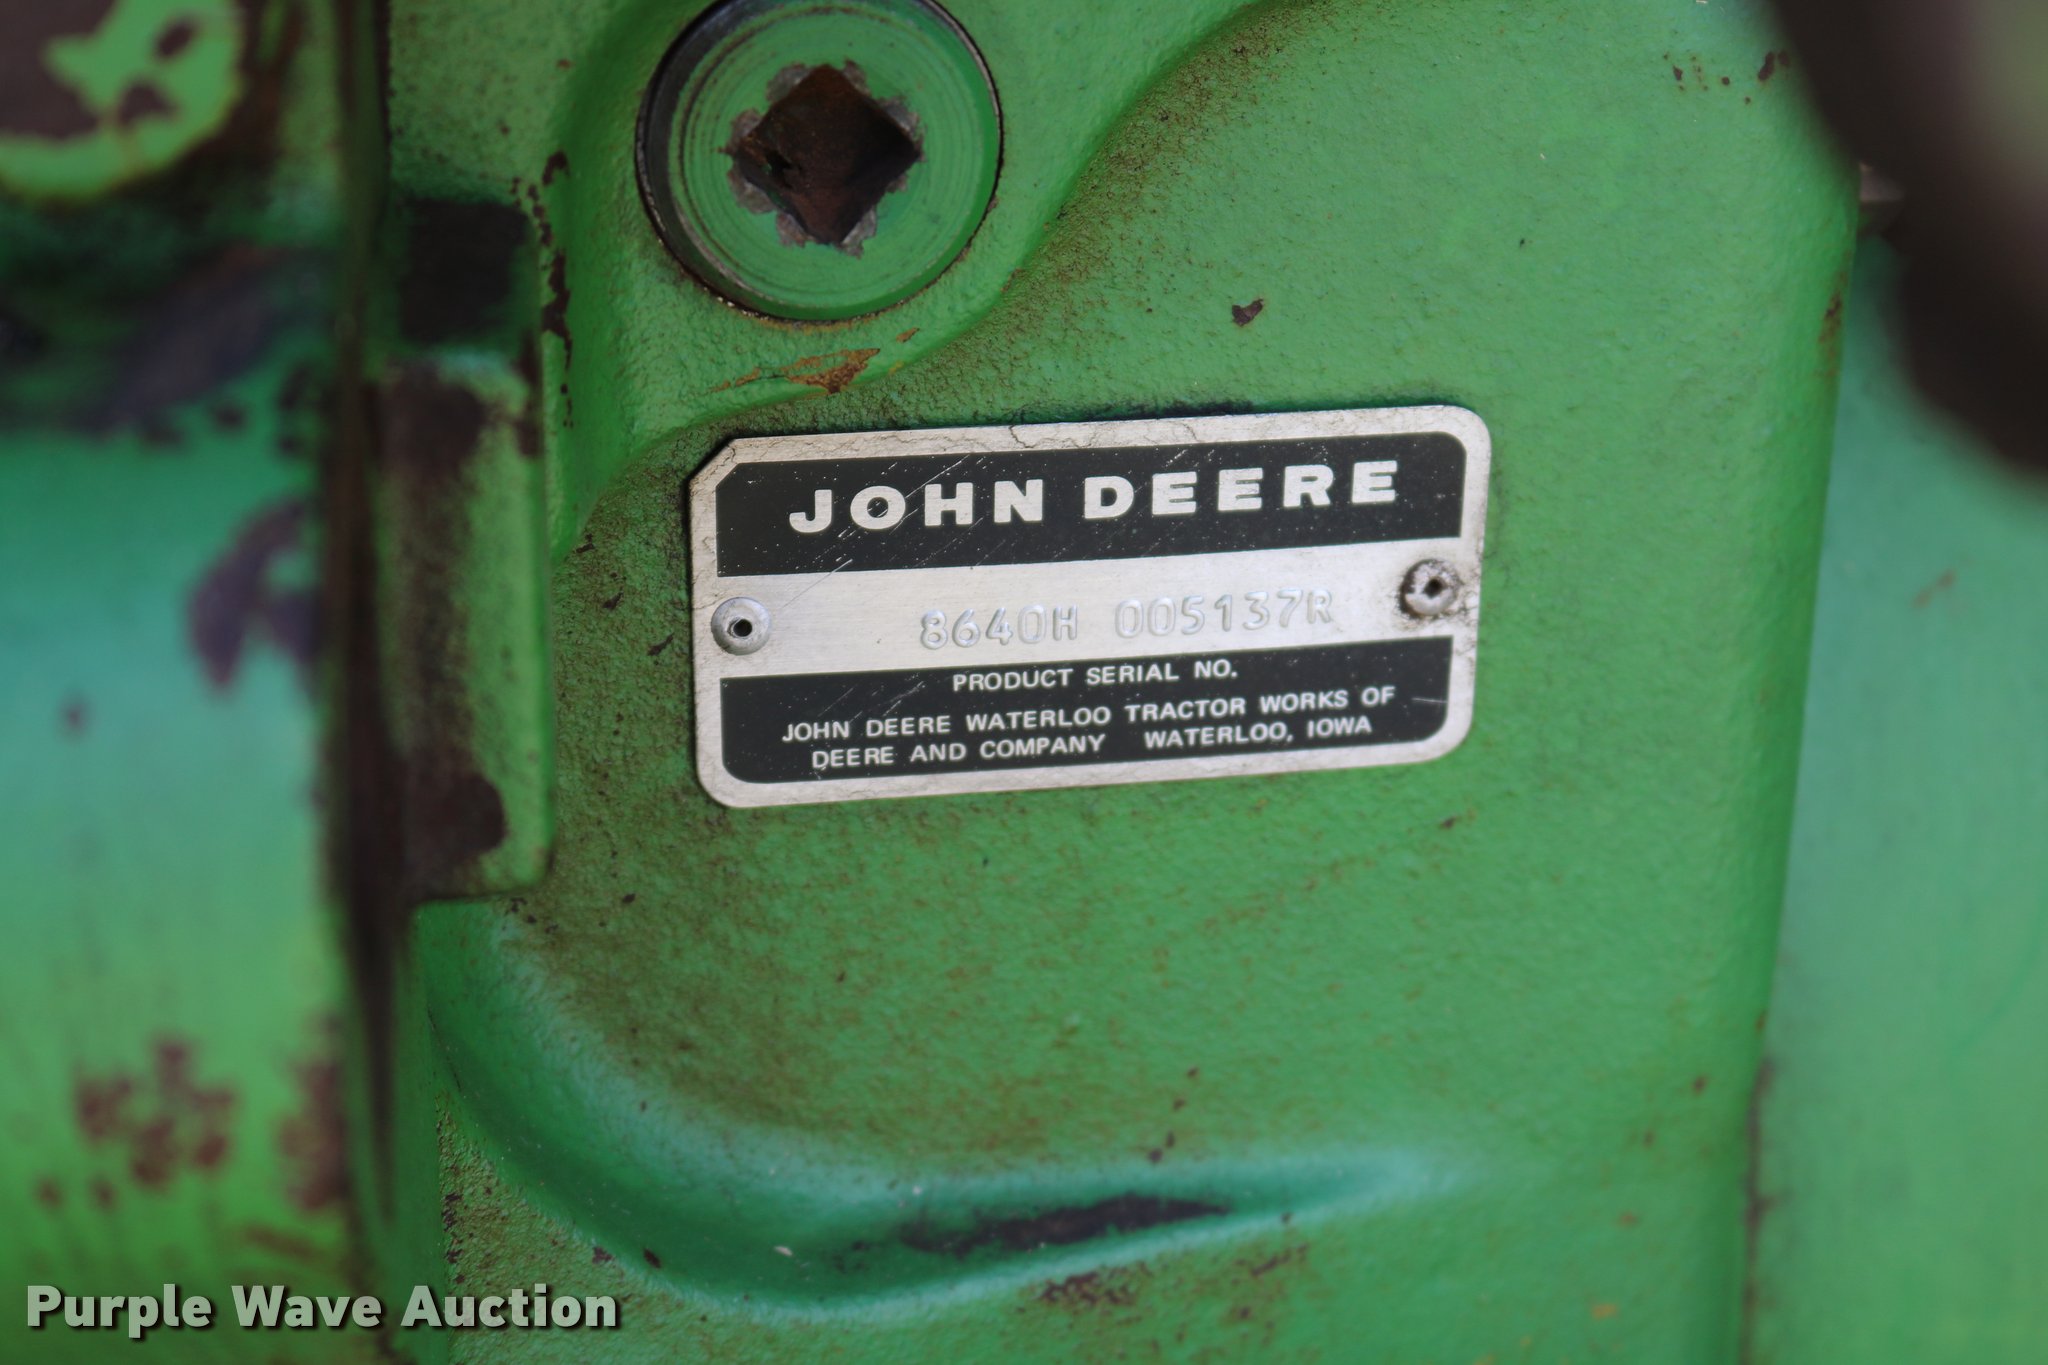 JOHN DEERE
8640H 005137R
PRODUCT SERIAL NO.
JOHN DEERE WATERLOO TRACTOR WORKS OF
DEERE AND COMPANY WATERLOO, IOWA
Purple Wave Auction